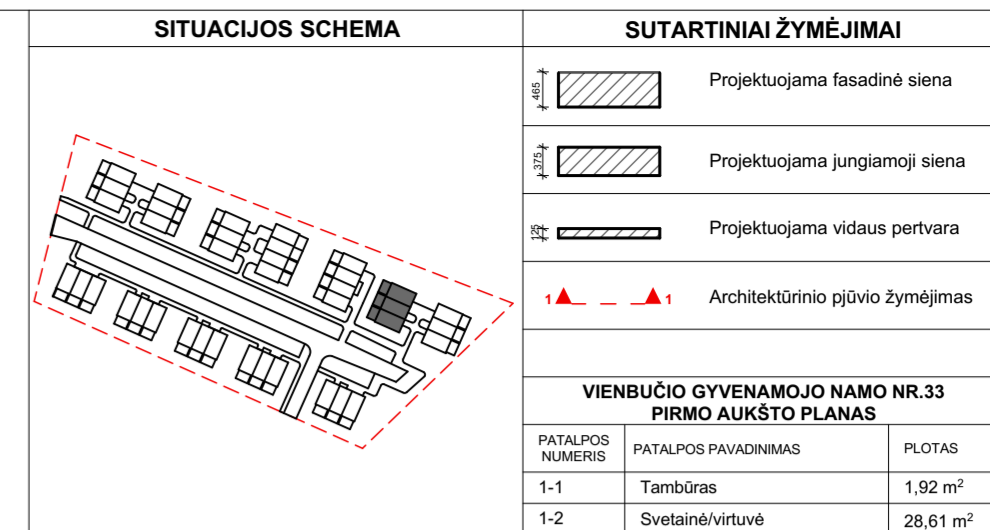 SITUACIJOS SCHEMA
SUTARTINIAI ŽYMĖJIMAI
465
Projektuojama fasadinė siena
375
Projektuojama jungiamoji siena
125
Projektuojama vidaus pertvara
1 1
Architektūrinio pjūvio žymėjimas
VIENBUČIO GYVENAMOJO NAMO NR.33
PIRMO AUKŠTO PLANAS
PATALPOS
NUMERIS
PATALPOS PAVADINIMAS
PLOTAS
1-1 Tambūras 1,92 m²
1-2 Svetainė/virtuvė 28,61 m²